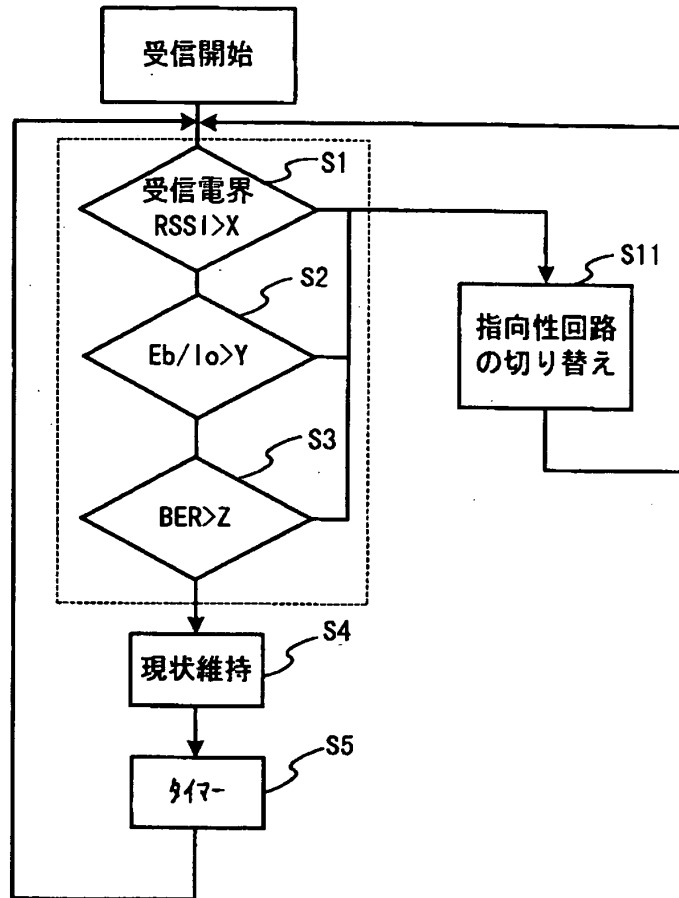 受信開始
S1
受信電界
RSSI>X
S2
Eb/Io>Y
S3
BER>Z
S4
現状維持
S5
タイマー
S11
指向性回路
の切り替え